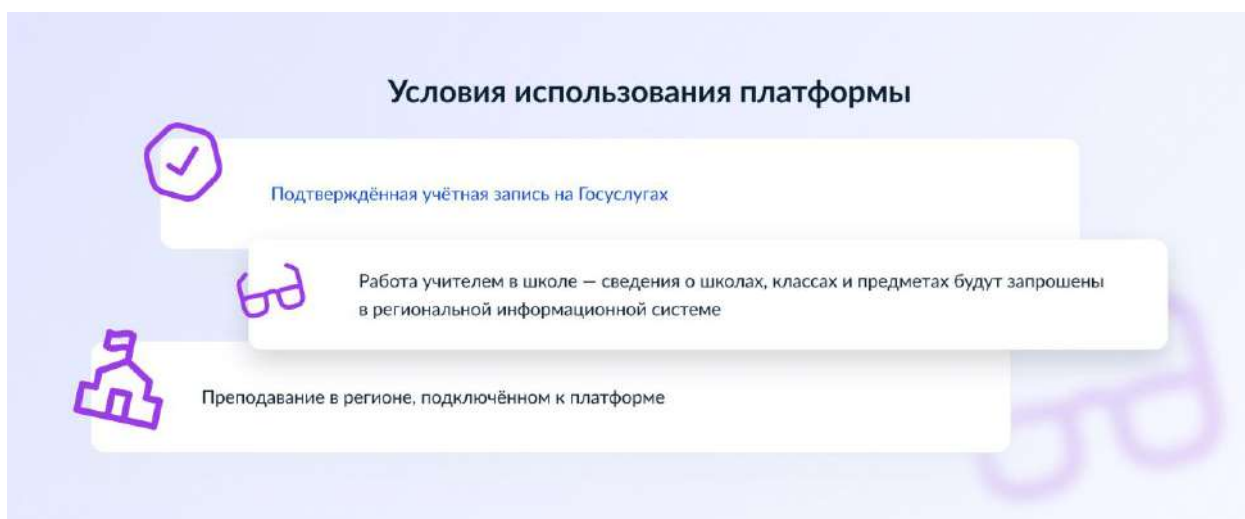 Условия использования платформы
Подтверждённая учётная запись на Госуслугах
Работа учителем в школе — сведения о школах, классах и предметах будут запрошены
в региональной информационной системе
Преподавание в регионе, подключённом к платформе